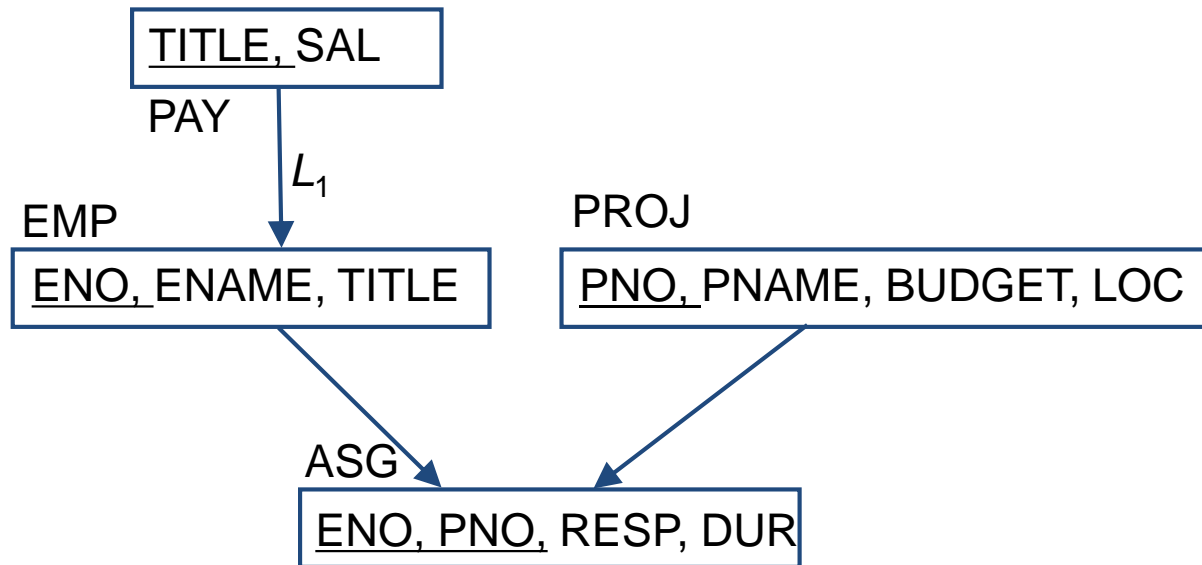 TITLE, SAL
PAY
L1
EMP
PROJ
ENO, ENAME, TITLE
PNO, PNAME, BUDGET, LOC
ASG
ENO, PNO, RESP, DUR